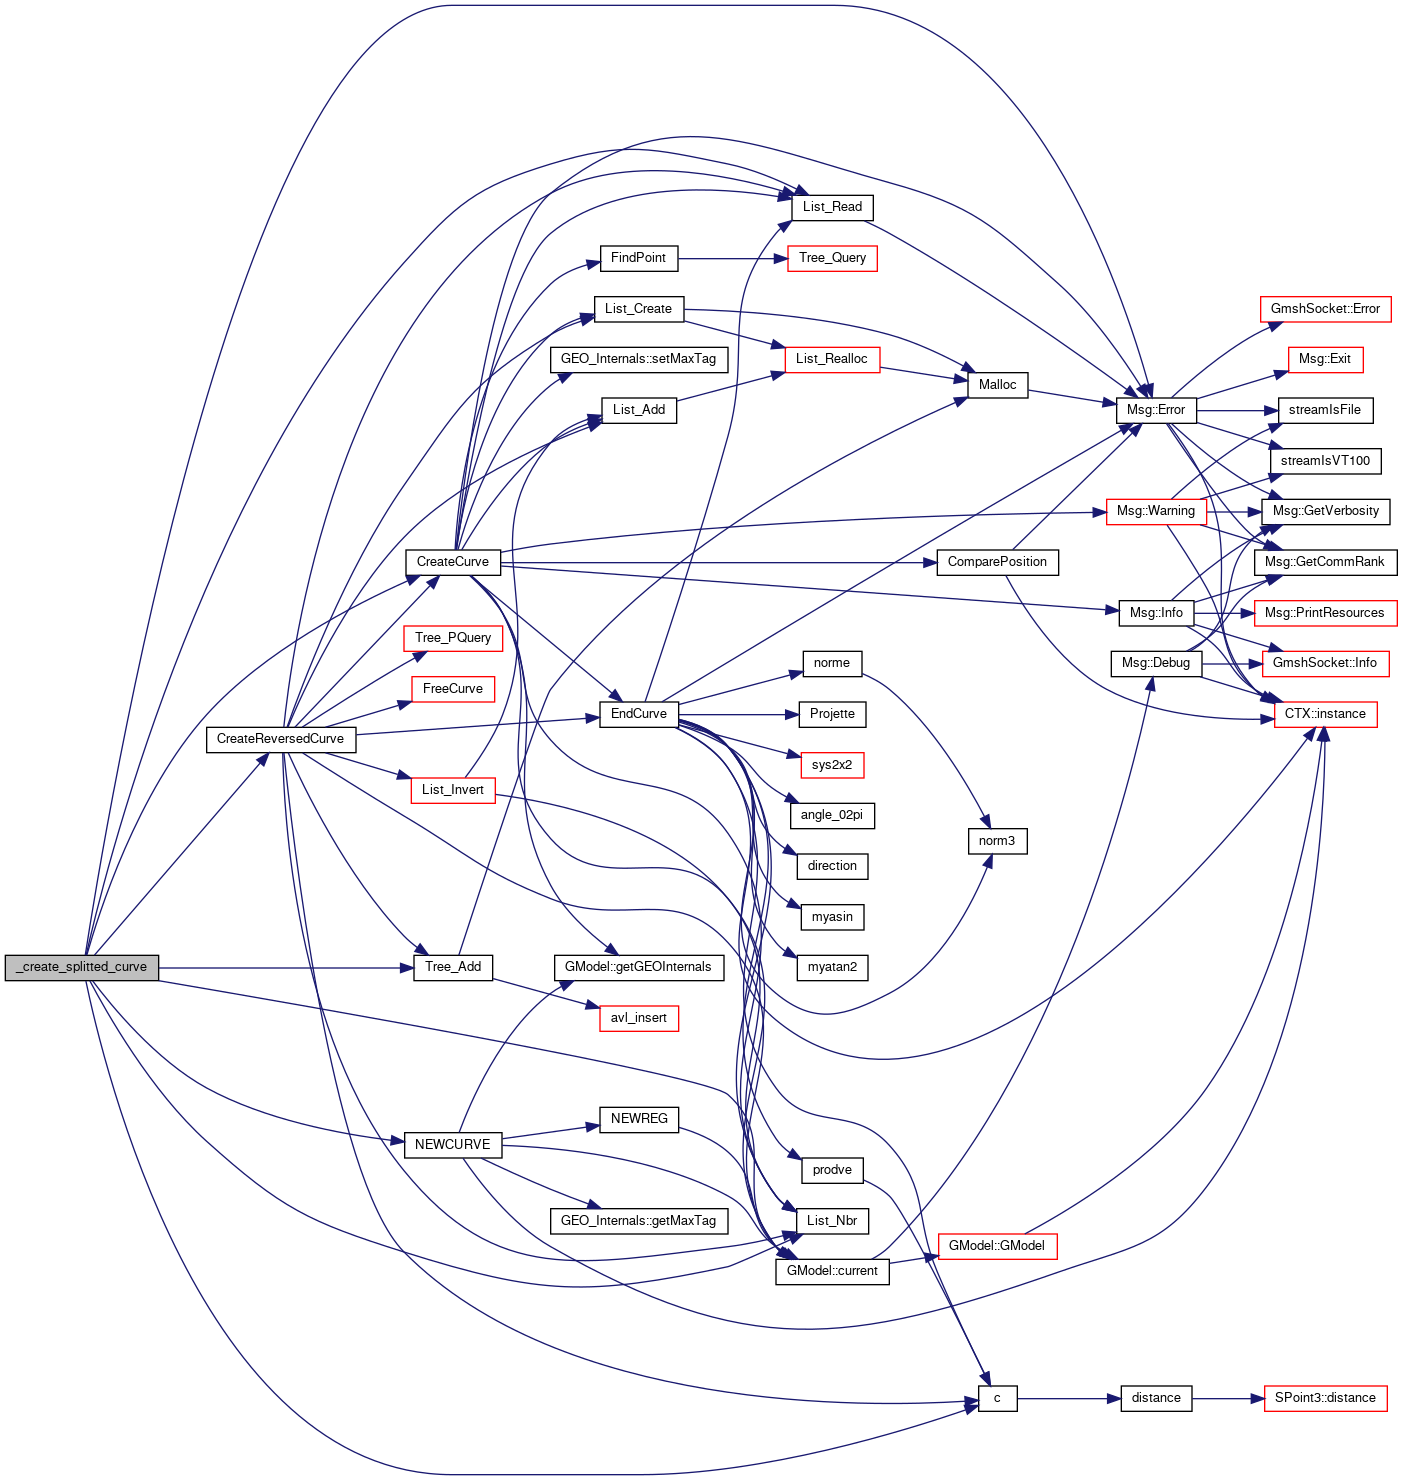 _create_splitted_curve
CreateReversedCurve
CreateCurve
Tree_PQuery
FreeCurve
List_Invert
Tree_Add
NEWCURVE
FindPoint
List_Create
GEO_Internals::setMaxTag
List_Add
EndCurve
GModel::getGEOInternals
avl_insert
NEWREG
GEO_Internals::getMaxTag
List_Read
Tree_Query
List_Realloc
norme
Projette
sys2x2
angle_02pi
direction
myasin
myatan2
prodve
List_Nbr
GModel::current
Malloc
ComparePosition
norm3
GModel::GModel
c
Msg::Error
Msg::Warning
Msg::Info
Msg::Debug
distance
GmshSocket::Error
Msg::Exit
streamIsFile
streamIsVT100
Msg::GetVerbosity
Msg::GetCommRank
Msg::PrintResources
GmshSocket::Info
CTX::instance
SPoint3::distance